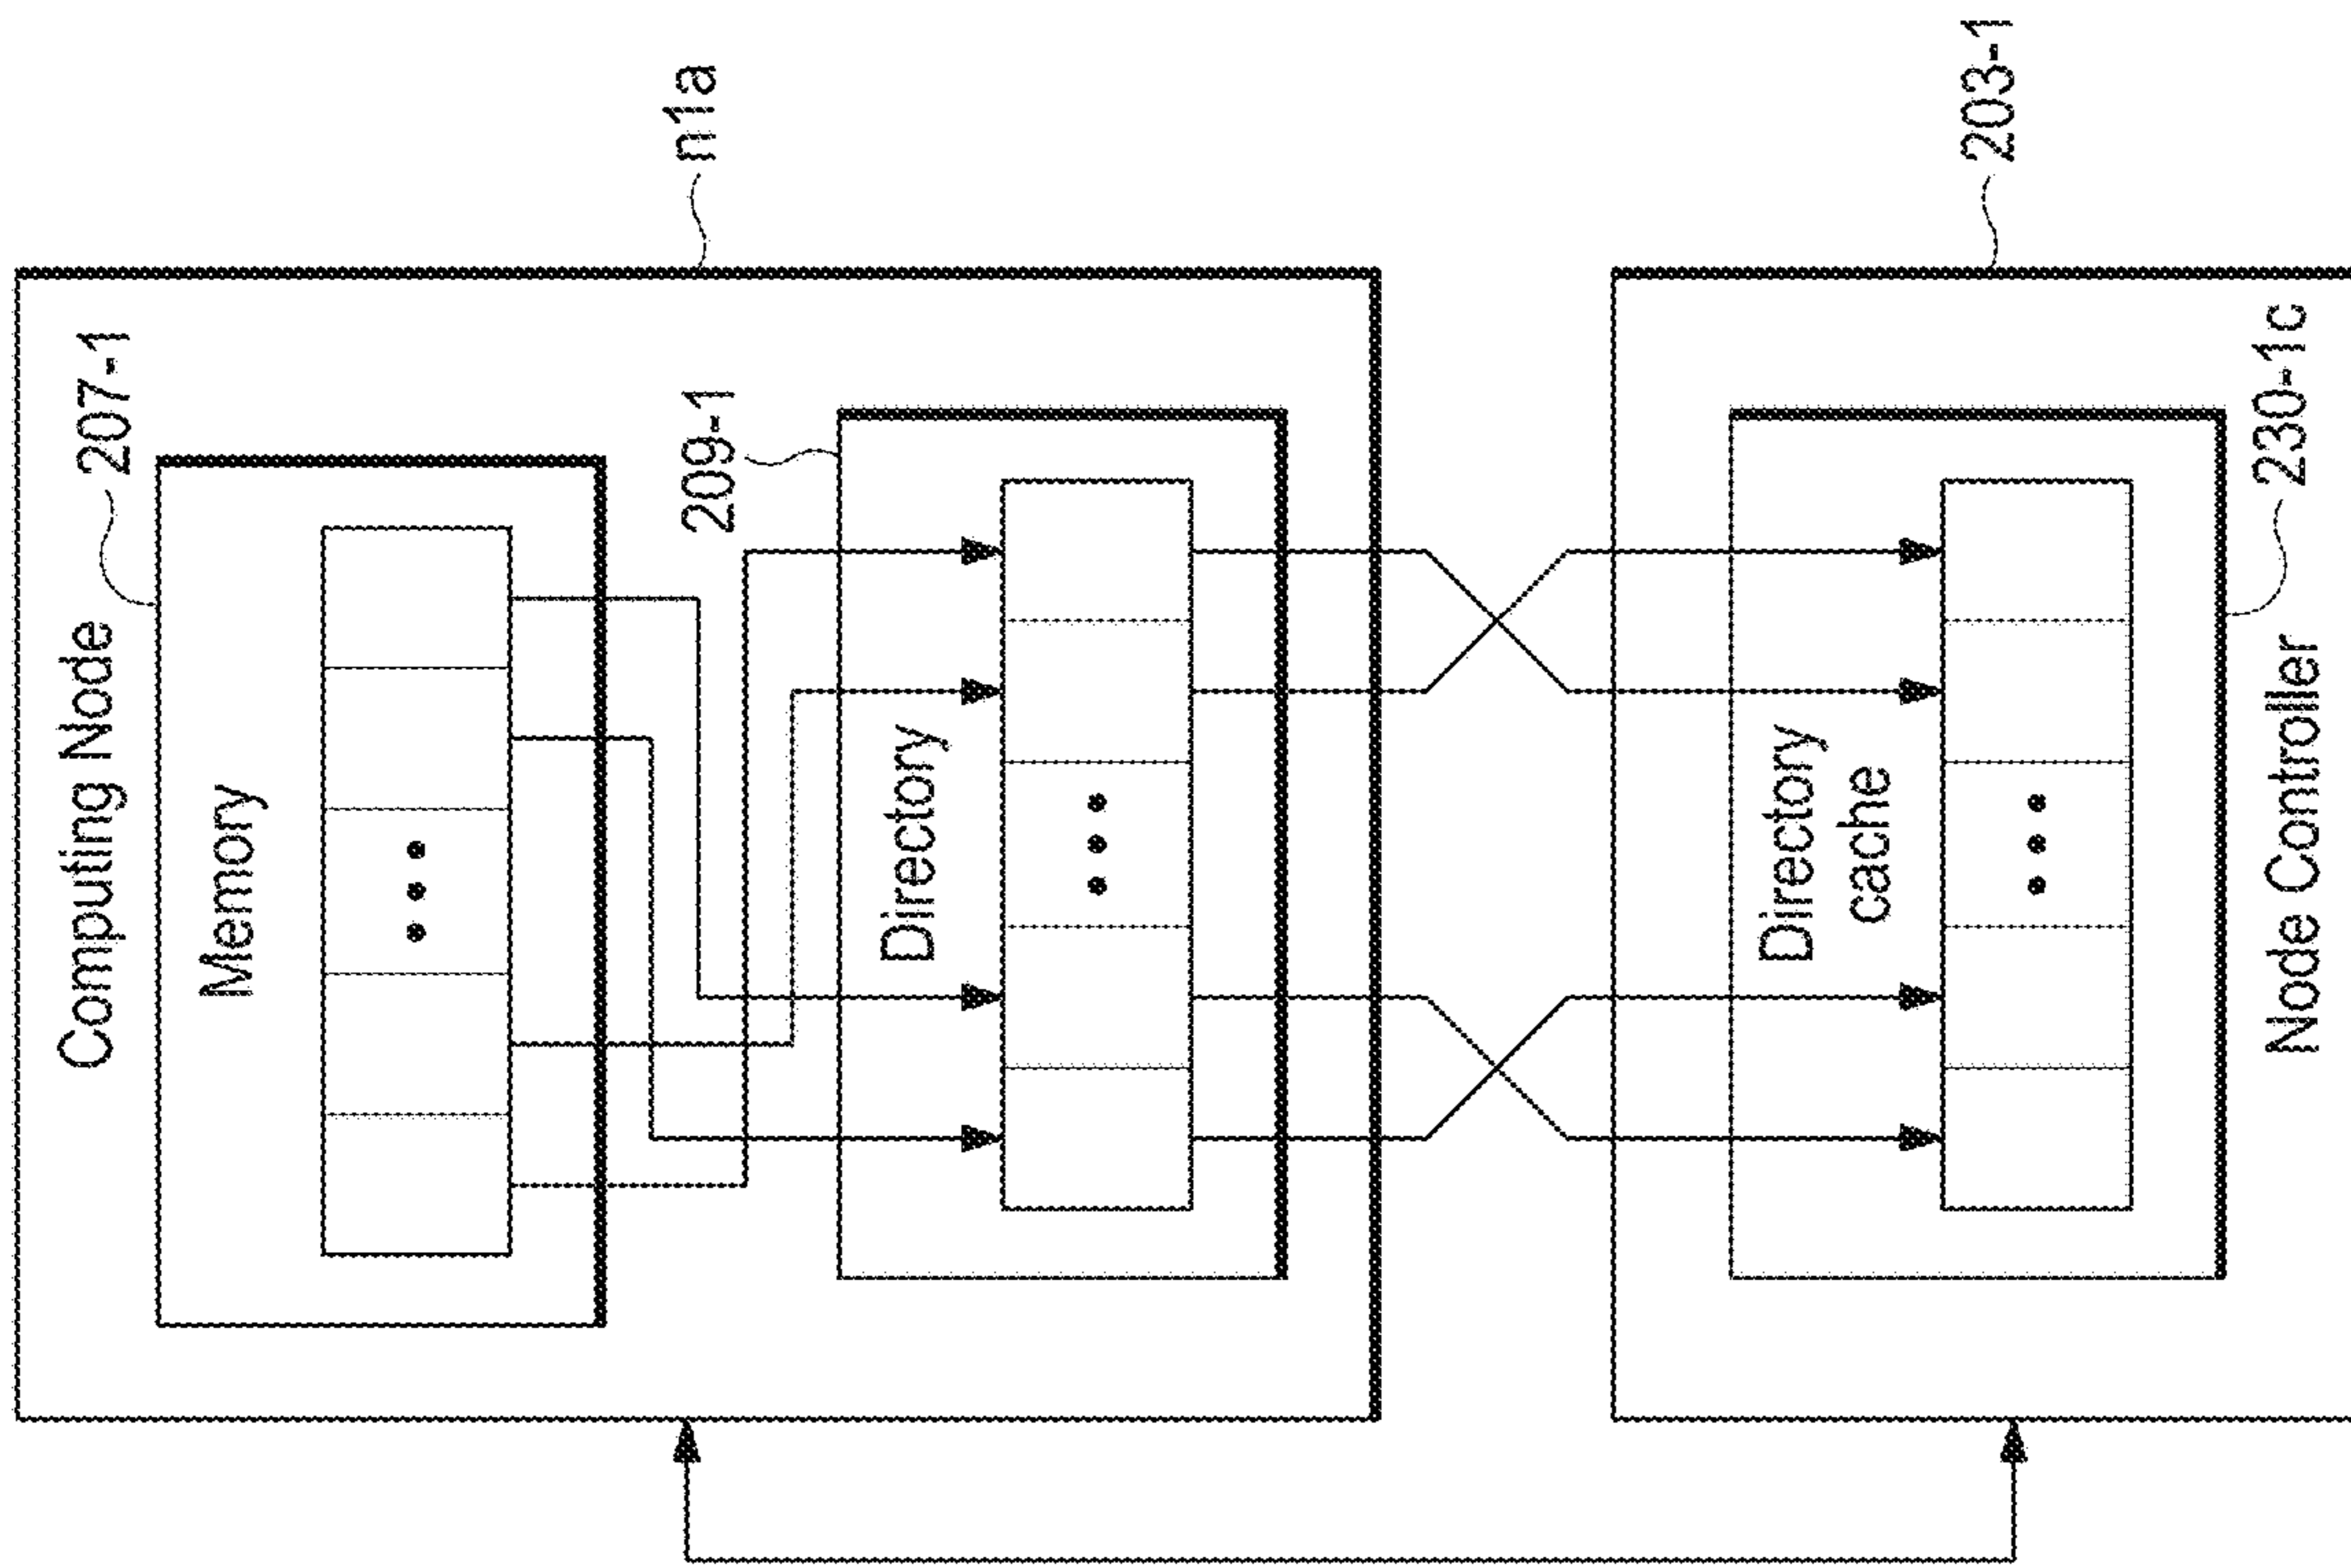 Computing Node
207-1
Memory
n1a
209-1
Directory
203-1
Directory
cache
230-1c
Node Controller